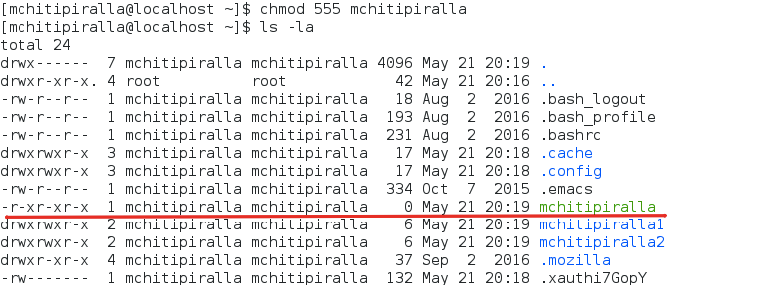 [mchitipiralla@localhost ~]$ chmod 555 mchitipiralla
[mchitipiralla@localhost ~]$ ls -la
total 24
drwx------  7 mchitipiralla mchitipiralla 4096 May 21 20:19 .
drwxr-xr-x. 4 root          root            42 May 21 20:16 ..
-rw-r--r--  1 mchitipiralla mchitipiralla   18 Aug  2  2016 .bash_logout
-rw-r--r--  1 mchitipiralla mchitipiralla  193 Aug  2  2016 .bash_profile
-rw-r--r--  1 mchitipiralla mchitipiralla  231 Aug  2  2016 .bashrc
drwxrwxr-x  3 mchitipiralla mchitipiralla   17 May 21 20:18 .cache
drwxrwxr-x  3 mchitipiralla mchitipiralla   17 May 21 20:18 .config
-rw-r--r--  1 mchitipiralla mchitipiralla  334 Oct  7  2015 .emacs
-r-xr-xr-x  1 mchitipiralla mchitipiralla    0 May 21 20:19 mchitipiralla
drwxrwxr-x  2 mchitipiralla mchitipiralla    6 May 21 20:19 mchitipiralla1
drwxrwxr-x  2 mchitipiralla mchitipiralla    6 May 21 20:19 mchitipiralla2
drwxr-xr-x  4 mchitipiralla mchitipiralla   37 Sep  2  2016 .mozilla
-rw-------  1 mchitipiralla mchitipiralla  132 May 21 20:18 .xauthi7GopY